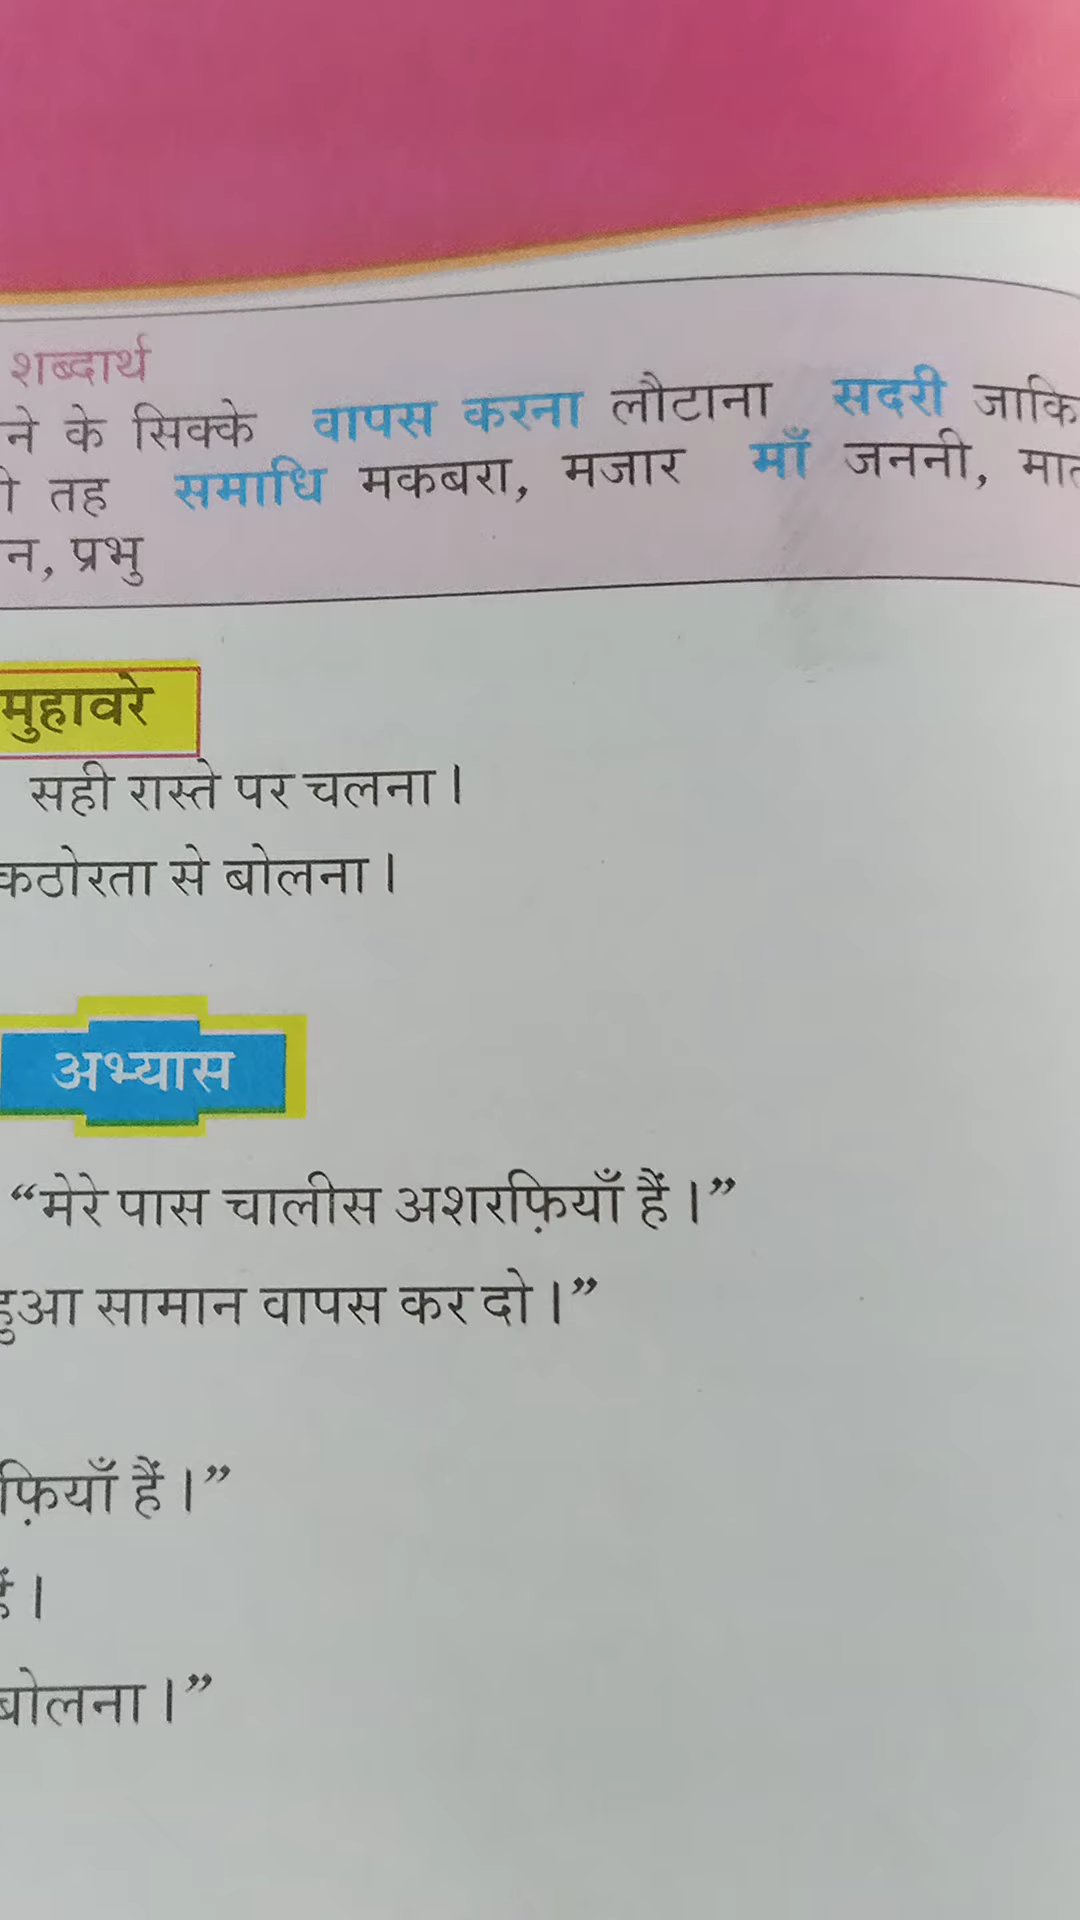 शब्दार्थ
ने के सिक्के वापस करना लौटाना सदरी जाकि
तह समाधि मकबरा, मजार माँ जननी, मात
न, प्रभु
मुहावरे
सही रास्ते पर चलना।
कठोरता से बोलना।
अभ्यास
“मेरे पास चालीस अशरफ़ियाँ हैं।”
हुआ सामान वापस कर दो।”
फ़ियाँ हैं।”
हैं।
बोलना।”